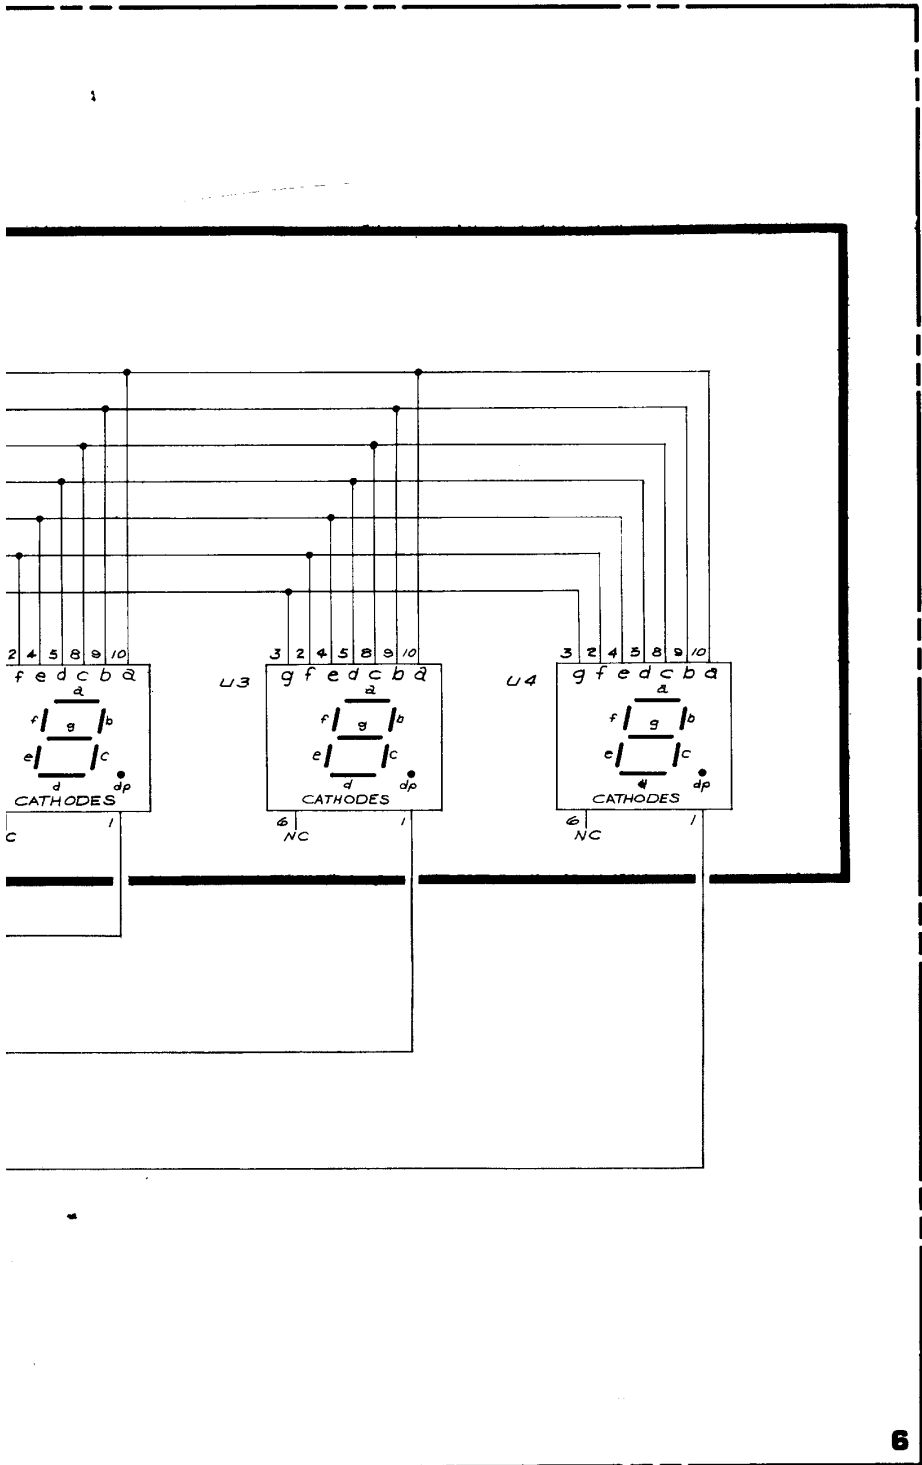 2 4 5 8 9 10
f e d c b a
a
f b
g
e c
d dp
CATHODES
C
1
U3
3 2 4 5 8 9 10
g f e d c b a
a
f b
g
e c
d dp
CATHODES
6 1
NC
U4
3 2 4 5 8 9 10
g f e d c b a
a
f b
g
e c
d dp
CATHODES
6 1
NC
6